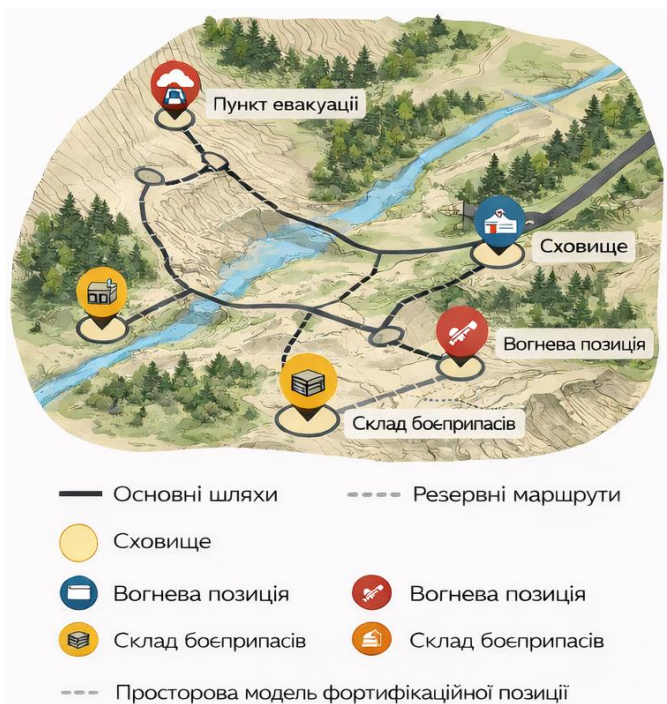 Пункт евакуації
Сховище
Вогнева позиція
Склад боєприпасів
Основні шляхи
Резервні маршрути
Сховище
Вогнева позиція
Вогнева позиція
Склад боєприпасів
Склад боєприпасів
Просторова модель фортифікаційної позиції